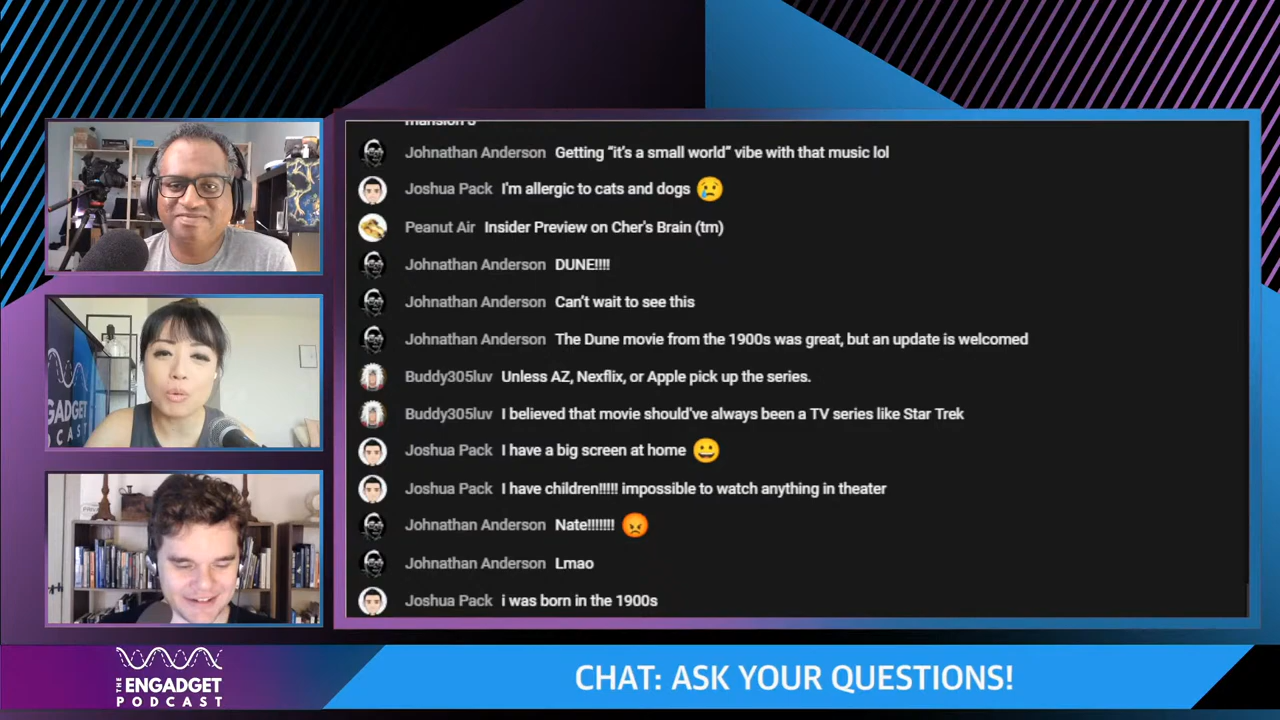 mansion 3
Johnathan Anderson Getting “it’s a small world” vibe with that music lol
Joshua Pack I'm allergic to cats and dogs 😢
Peanut Air Insider Preview on Cher's Brain (tm)
Johnathan Anderson DUNE!!!!
Johnathan Anderson Can’t wait to see this
Johnathan Anderson The Dune movie from the 1900s was great, but an update is welcomed
Buddy305luv Unless AZ, Nexflix, or Apple pick up the series.
Buddy305luv I believed that movie should've always been a TV series like Star Trek
Joshua Pack I have a big screen at home 😀
Joshua Pack I have children!!!!! impossible to watch anything in theater
Johnathan Anderson Nate!!!!!!! 😡
Johnathan Anderson Lmao
Joshua Pack i was born in the 1900s
GADGET
CAST
THE ENGADGET
PODCAST
CHAT: ASK YOUR QUESTIONS!